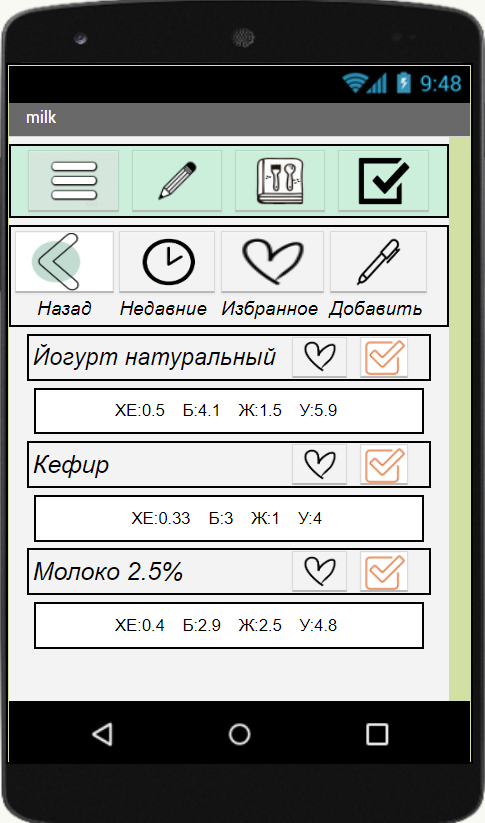 9:48
milk
Назад Недавние Избранное Добавить
Йогурт натуральный
ХЕ:0.5 Б:4.1 Ж:1.5 У:5.9
Кефир
ХЕ:0.33 Б:3 Ж:1 У:4
Молоко 2.5%
ХЕ:0.4 Б:2.9 Ж:2.5 У:4.8